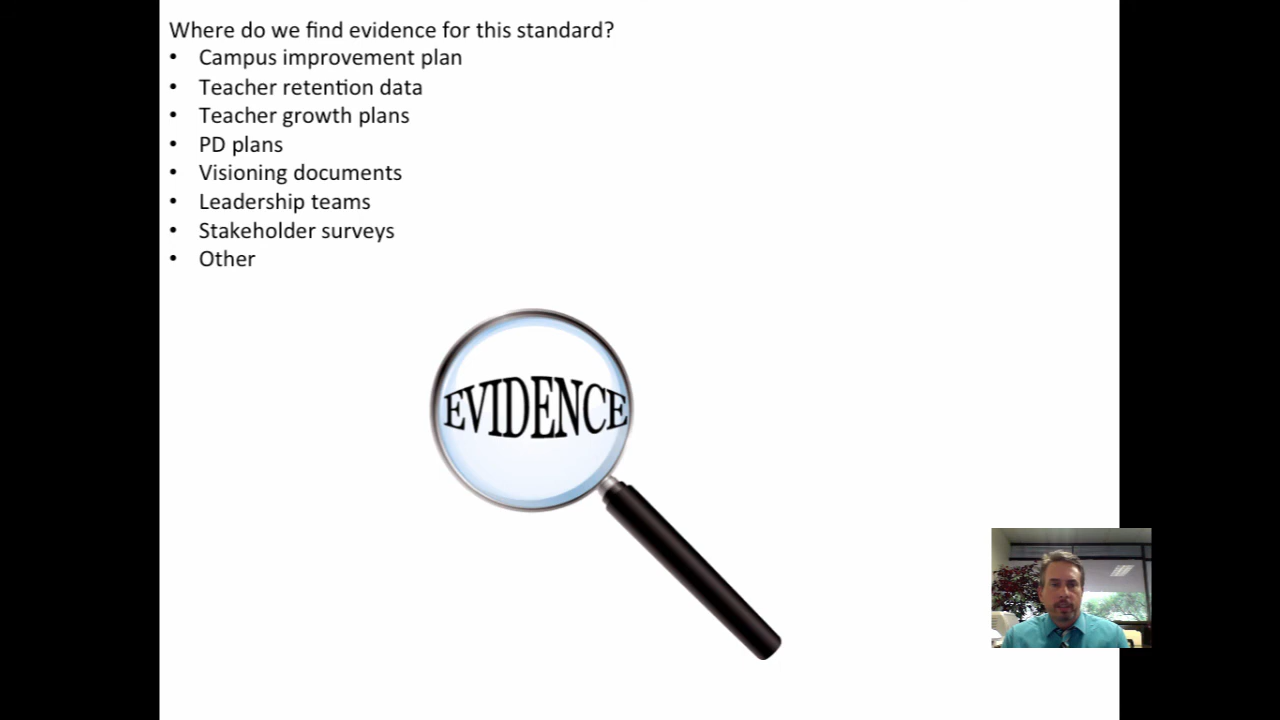 Where do we find evidence for this standard?
• Campus improvement plan
• Teacher retention data
• Teacher growth plans
• PD plans
• Visioning documents
• Leadership teams
• Stakeholder surveys
• Other
EVIDENCE